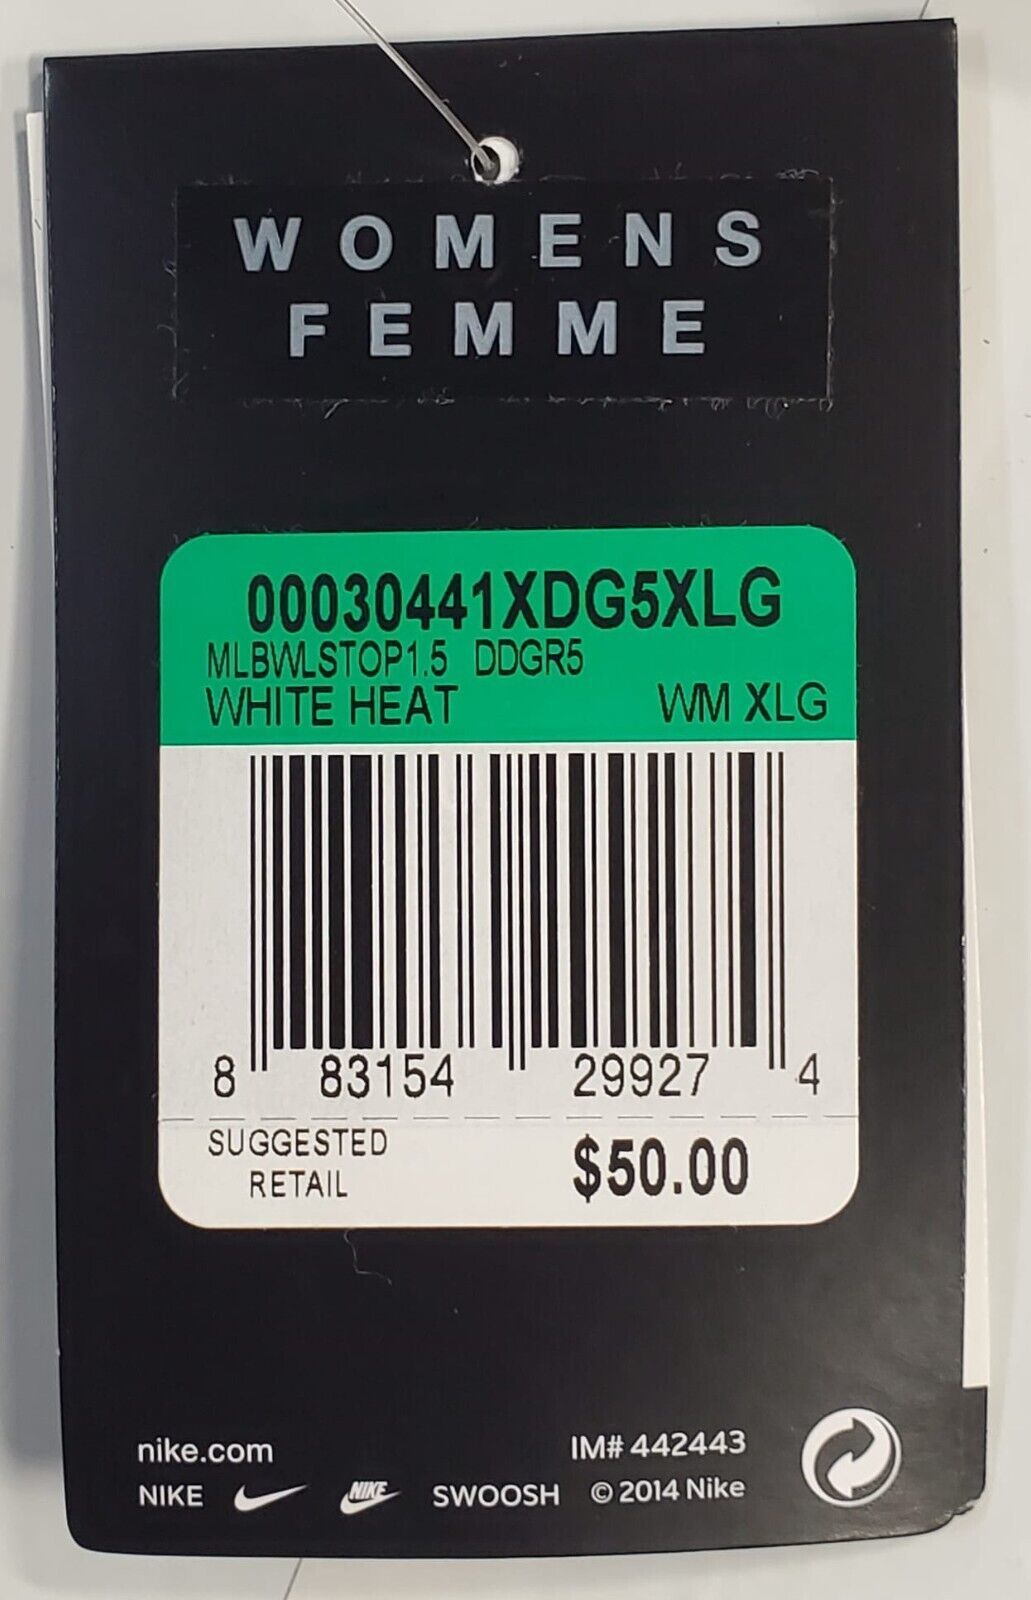 WOMENS
FEMME
00030441XDG5XLG
MLBWLSTOP1.5 DDGR5
WHITE HEAT WM XLG
8 83154 29927 4
SUGGESTED
RETAIL
$50.00
nike.com
IM# 442443
NIKE NIKE SWOOSH © 2014 Nike